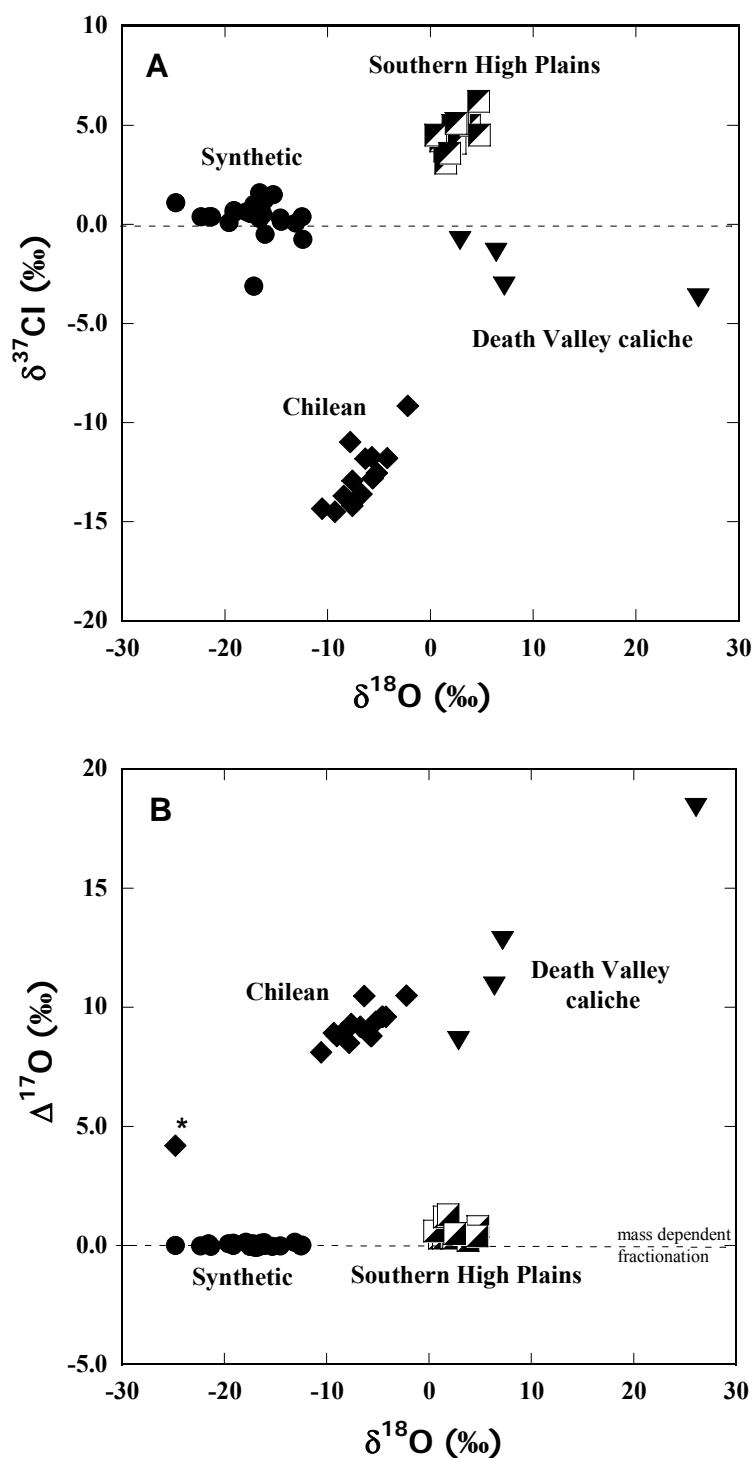 10
A
Southern High Plains
5.0
Synthetic
0.0
δ³⁷Cl (‰)
-5.0
Death Valley caliche
Chilean
-10
-15
-20
-30 -20 -10 0 10 20 30
δ¹⁸O (‰)
20
B
15
Death Valley
caliche
Chilean
10
Δ¹⁷O (‰)
5.0
*
mass dependent
0.0
fractionation
Synthetic
Southern High Plains
-5.0
-30 -20 -10 0 10 20 30
δ¹⁸O (‰)